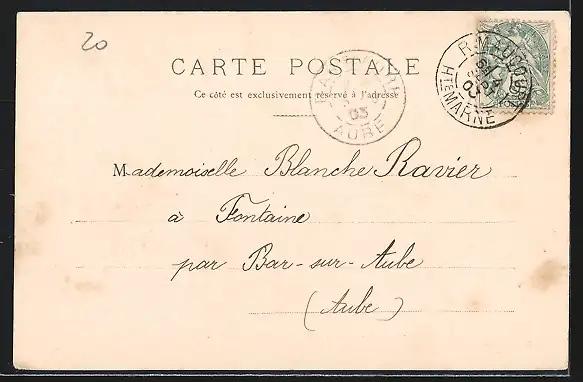 20
CARTE POSTALE
Ce côté est exclusivement réservé à l'adresse
Mademoiselle Blanche Ravier
à Fontaine
par Bar-sur-Aube
(Aube)
03
AUBE
HTE MARNE